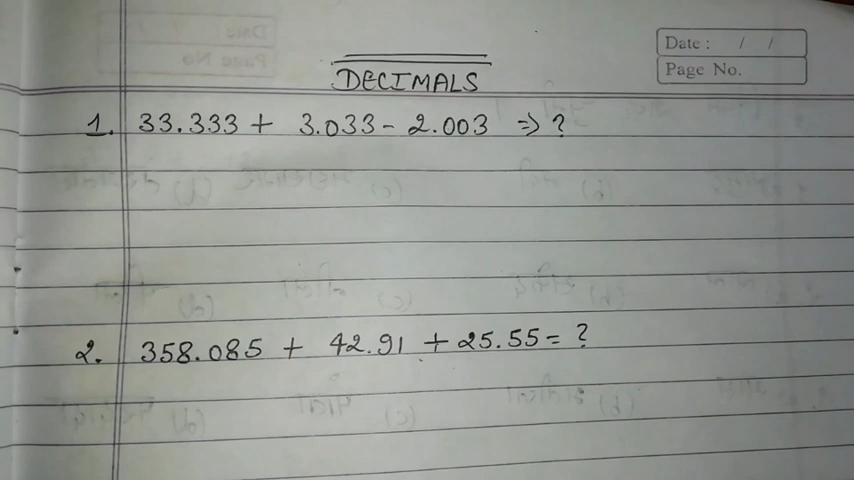 Date : / /
Page No.
DECIMALS
1. 33.333 + 3.033 - 2.003 => ?
2. 358.085 + 42.91 + 25.55 = ?